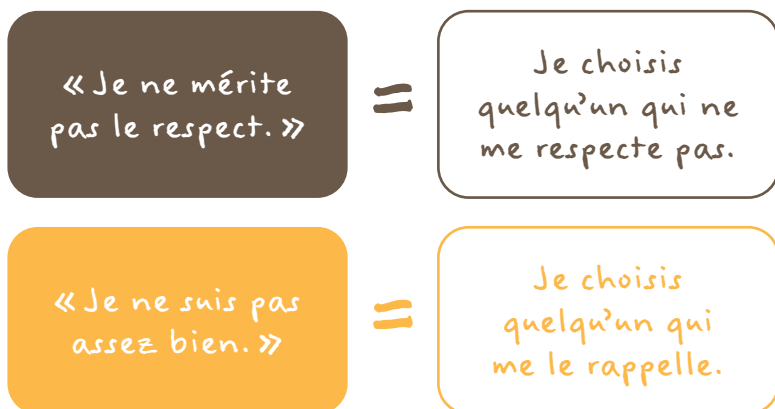 « Je ne mérite
pas le respect. »
=
Je choisis
quelqu'un qui ne
me respecte pas.
« Je ne suis pas
assez bien. »
=
Je choisis
quelqu'un qui
me le rappelle.